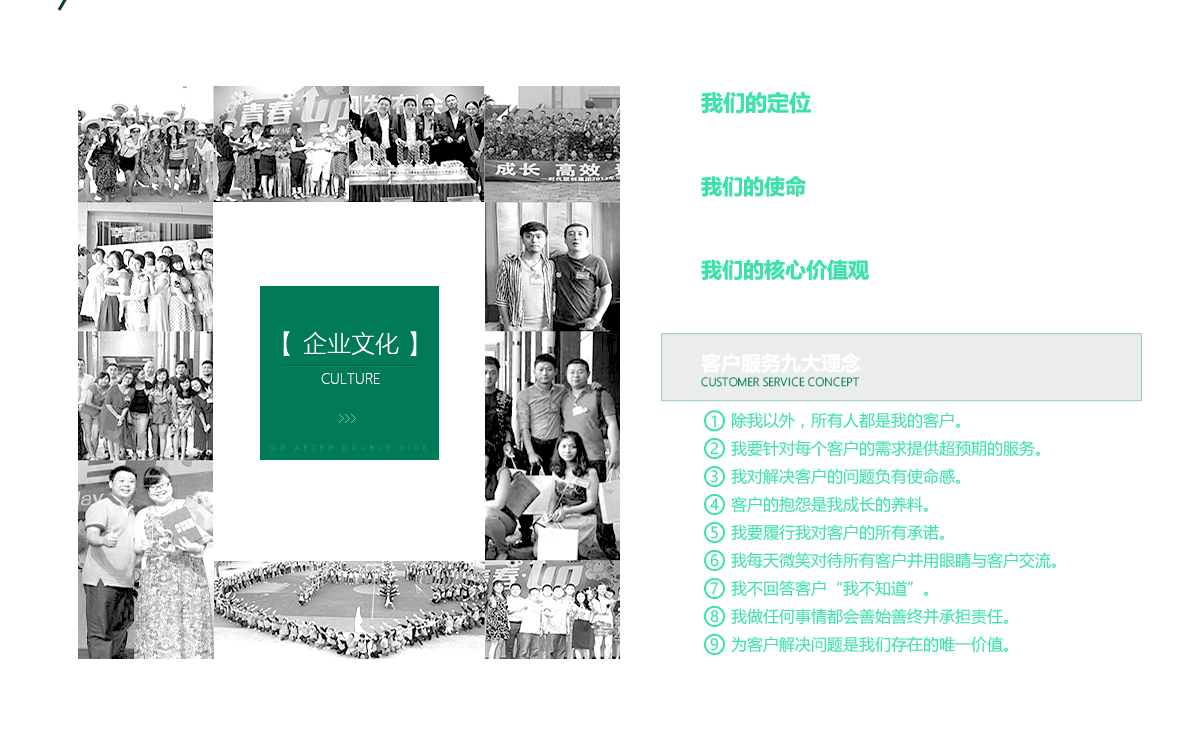 青春·up
成长 高效
【 企业文化 】
CULTURE
>>>
GO AFTER DOUBLE SIDE
青春·up
我们的定位
我们的使命
我们的核心价值观
客户服务九大理念
CUSTOMER SERVICE CONCEPT
① 除我以外，所有人都是我的客户。
② 我要针对每个客户的需求提供超预期的服务。
③ 我对解决客户的问题负有使命感。
④ 客户的抱怨是我成长的养料。
⑤ 我要履行我对客户的所有承诺。
⑥ 我每天微笑对待所有客户并用眼睛与客户交流。
⑦ 我不回答客户“我不知道”。
⑧ 我做任何事情都会善始善终并承担责任。
⑨ 为客户解决问题是我们存在的唯一价值。